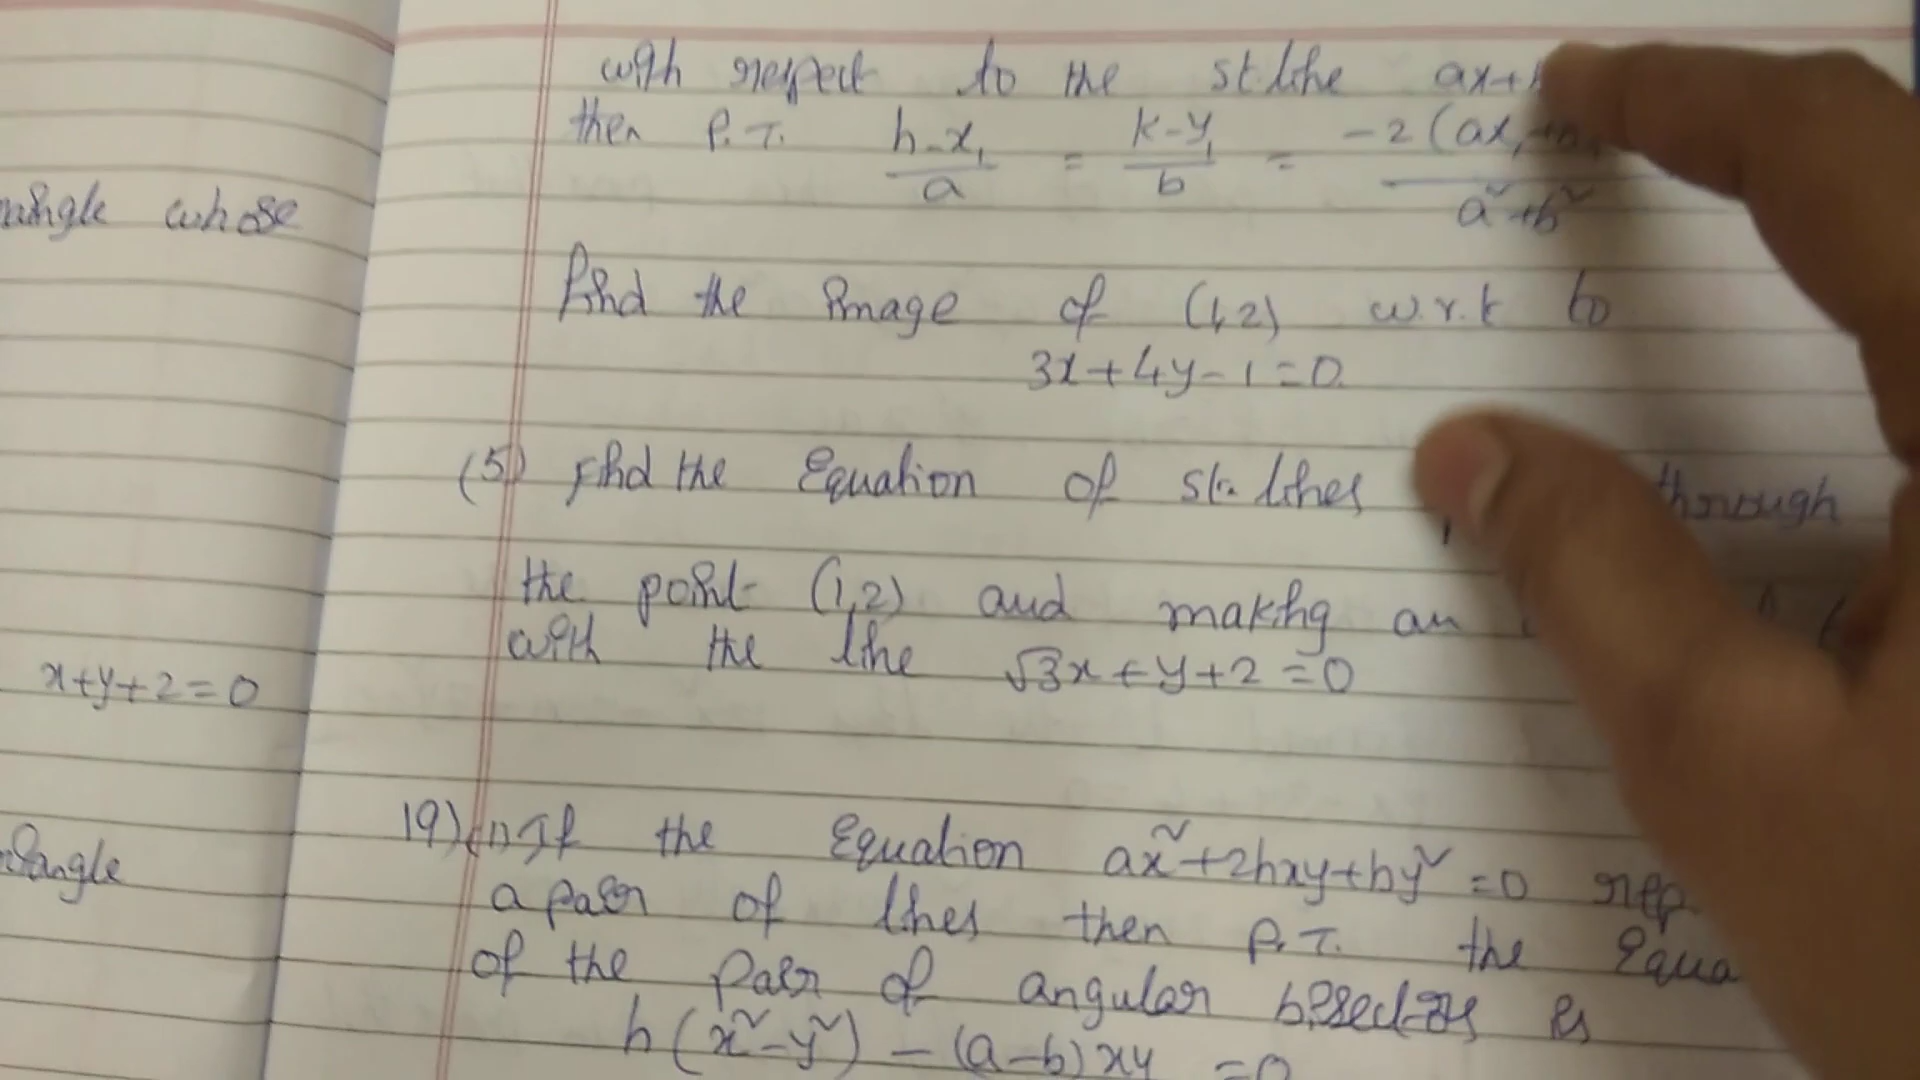 angle whose
x+y+2=0
angle
with respect to the st.line ax+
then P.T. h-x₁/a = k-y₁/b = -2(ax₁+b /a²+b²
Find the image of (1,2) w.r.t to
3x+4y-1=0.
(5) Find the Equation of st. lines through
the point (1,2) and making an
with the line √3x+y+2=0
19)(1) If the Equation ax²+2hxy+by²=0 rep
a pair of lines then P.T. the Equa
of the pair of angular bisectors is
h(x²-y²)-(a-b)xy=0